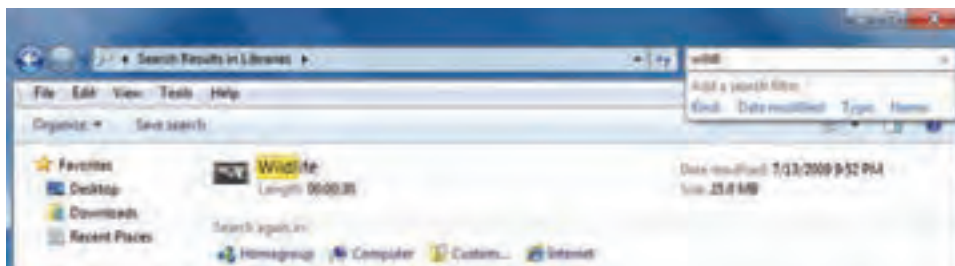 Search Results in Libraries
wildl
File Edit View Tools Help
Add a search filter
Kind Date modified Type Name
Organize Save search
Favorites
Desktop
Downloads
Recent Places
Wildlife
Length: 00:00:30
Date modified: 7/13/2009 9:52 PM
Size: 25.0 MB
Search again in:
Homegroup Computer Custom... Internet